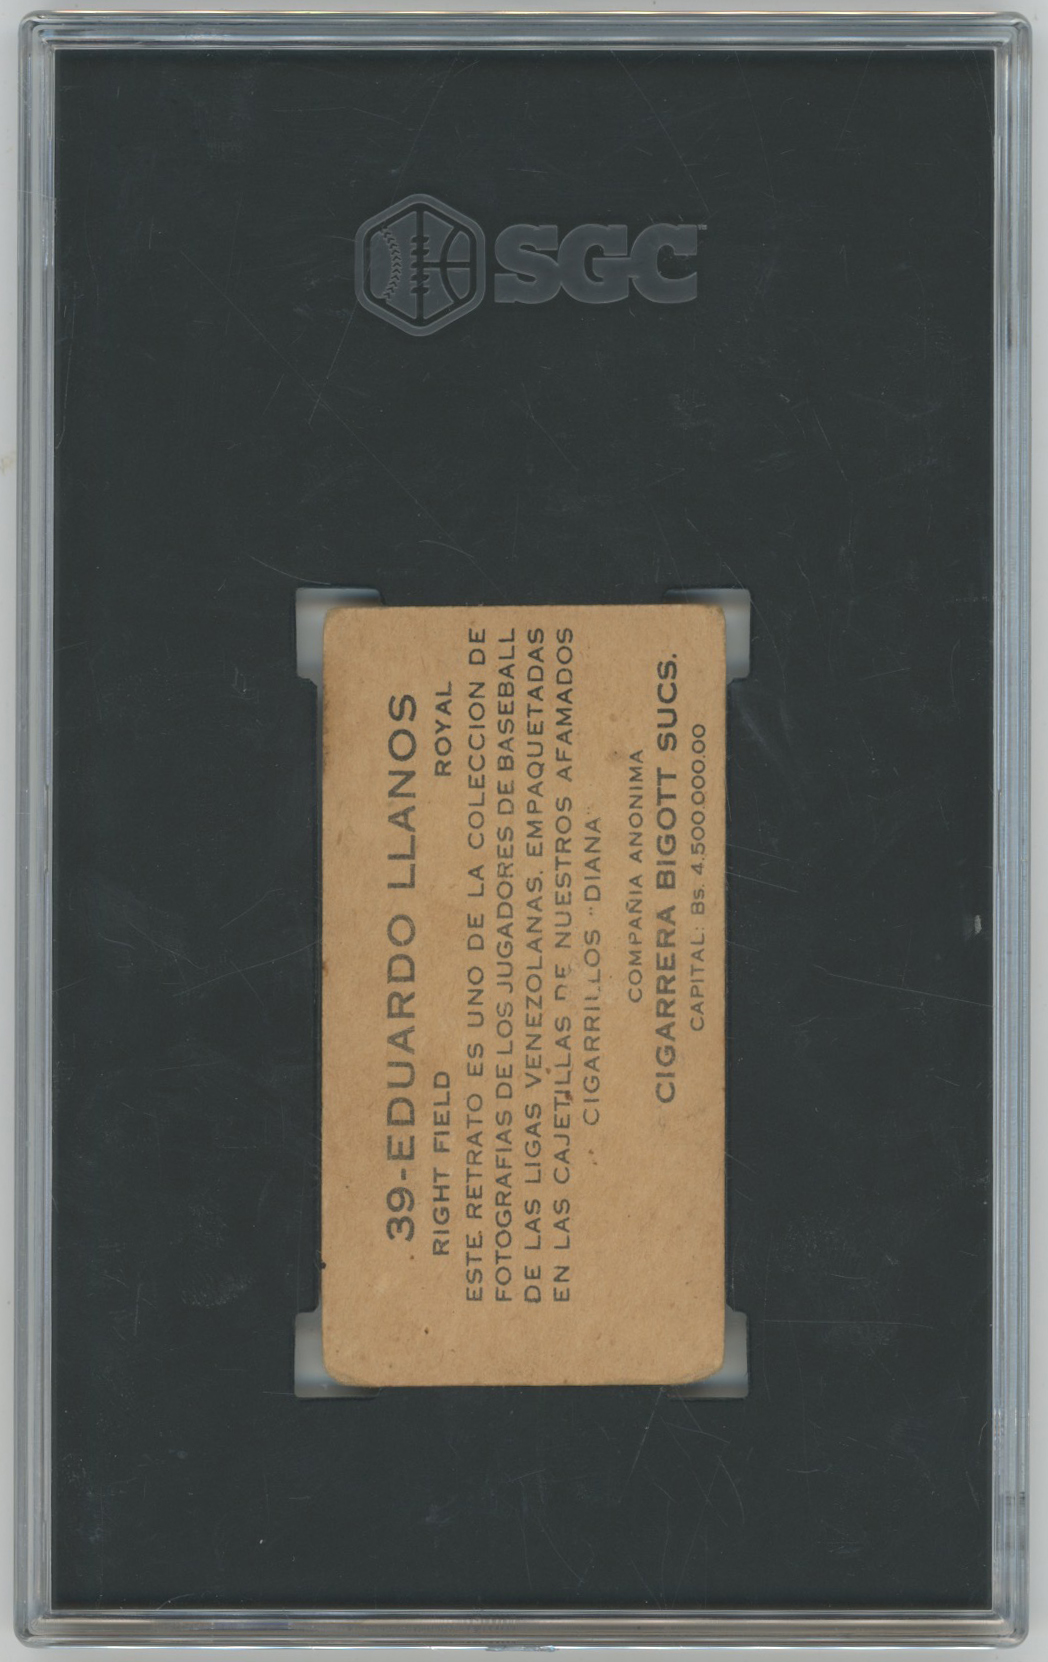 SGC
39-EDUARDO LLANOS
RIGHT FIELD ROYAL
ESTE RETRATO ES UNO DE LA COLECCION DE
FOTOGRAFIAS DE LOS JUGADORES DE BASEBALL
DE LAS LIGAS VENEZOLANAS. EMPAQUETADAS
EN LAS CAJETILLAS DE NUESTROS AFAMADOS
CIGARRILLOS "DIANA"
COMPAÑIA ANONIMA
CIGARRERA BIGOTT SUCS.
CAPITAL: Bs. 4.500.000.00